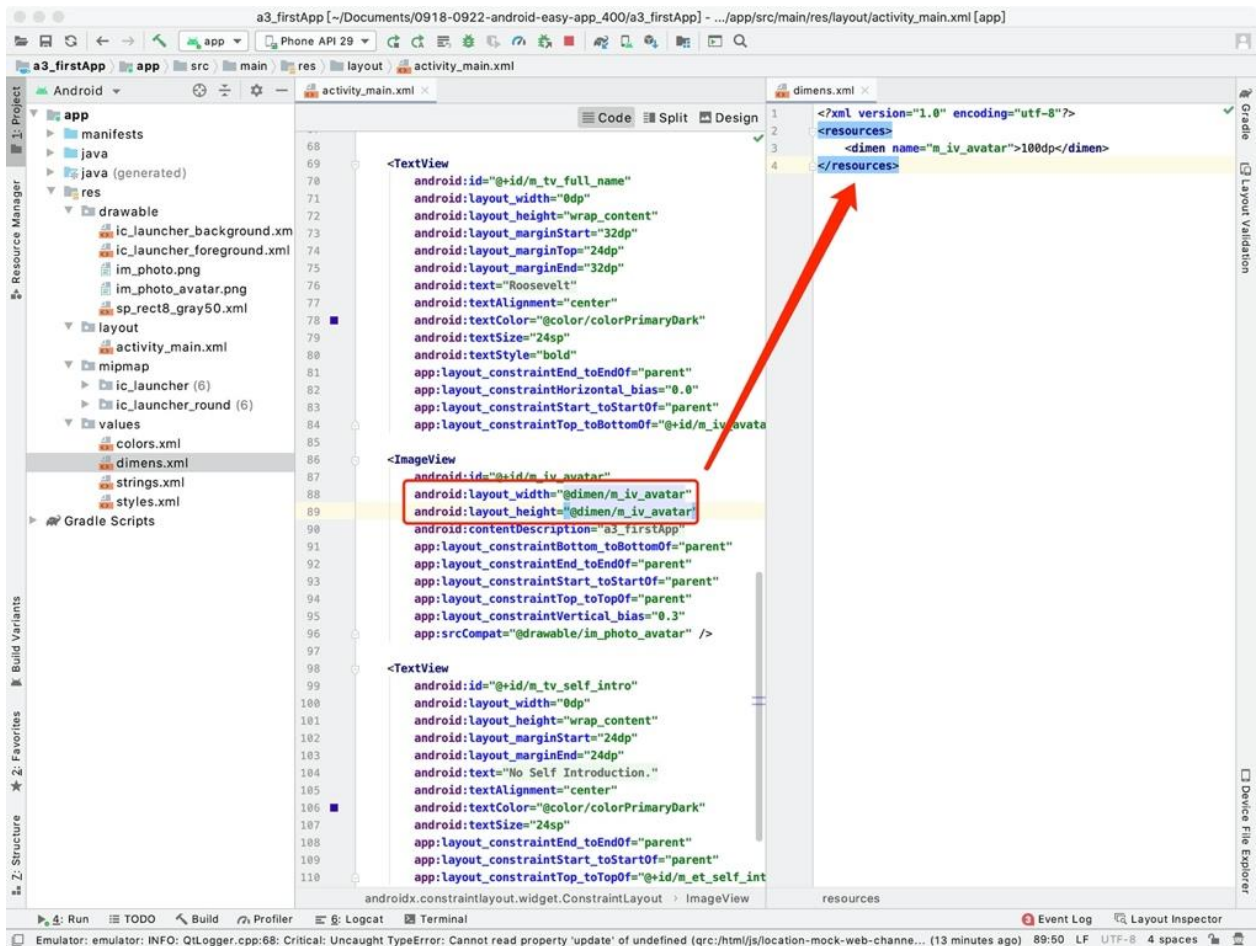 a3_firstApp [~/Documents/0918-0922-android-easy-app_400/a3_firstApp] - .../app/src/main/res/layout/activity_main.xml [app]
app
Phone API 29
a3_firstApp app src main res layout activity_main.xml
1: Project
Resource Manager
Build Variants
2: Favorites
Z: Structure
Android
app
manifests
java
java (generated)
res
drawable
ic_launcher_background.xm
ic_launcher_foreground.xml
im_photo.png
im_photo_avatar.png
sp_rect8_gray50.xml
layout
activity_main.xml
mipmap
ic_launcher (6)
ic_launcher_round (6)
values
colors.xml
dimens.xml
strings.xml
styles.xml
Gradle Scripts
activity_main.xml
Code Split Design
68
69 <TextView
70 android:id="@+id/m_tv_full_name"
71 android:layout_width="0dp"
72 android:layout_height="wrap_content"
73 android:layout_marginStart="32dp"
74 android:layout_marginTop="24dp"
75 android:layout_marginEnd="32dp"
76 android:text="Roosevelt"
77 android:textAlignment="center"
78 android:textColor="@color/colorPrimaryDark"
79 android:textSize="24sp"
80 android:textStyle="bold"
81 app:layout_constraintEnd_toEndOf="parent"
82 app:layout_constraintHorizontal_bias="0.0"
83 app:layout_constraintStart_toStartOf="parent"
84 app:layout_constraintTop_toBottomOf="@+id/m_iv_avata
85
86 <ImageView
87 android:id="@+id/m_iv_avatar"
88 android:layout_width="@dimen/m_iv_avatar"
89 android:layout_height="@dimen/m_iv_avatar"
90 android:contentDescription="a3_firstApp"
91 app:layout_constraintBottom_toBottomOf="parent"
92 app:layout_constraintEnd_toEndOf="parent"
93 app:layout_constraintStart_toStartOf="parent"
94 app:layout_constraintTop_toTopOf="parent"
95 app:layout_constraintVertical_bias="0.3"
96 app:srcCompat="@drawable/im_photo_avatar" />
97
98 <TextView
99 android:id="@+id/m_tv_self_intro"
100 android:layout_width="0dp"
101 android:layout_height="wrap_content"
102 android:layout_marginStart="24dp"
103 android:layout_marginEnd="24dp"
104 android:text="No Self Introduction."
105 android:textAlignment="center"
106 android:textColor="@color/colorPrimaryDark"
107 android:textSize="24sp"
108 app:layout_constraintEnd_toEndOf="parent"
109 app:layout_constraintStart_toStartOf="parent"
110 app:layout_constraintTop_toTopOf="@+id/m_et_self_int
androidx.constraintlayout.widget.ConstraintLayout › ImageView
dimens.xml
1 <?xml version="1.0" encoding="utf-8"?>
2 <resources>
3 <dimen name="m_iv_avatar">100dp</dimen>
4 </resources>
resources
Gradle
Layout Validation
Device File Explorer
4: Run TODO Build Profiler 6: Logcat Terminal Event Log Layout Inspector
Emulator: emulator: INFO: QtLogger.cpp:68: Critical: Uncaught TypeError: Cannot read property 'update' of undefined (qrc:/html/js/location-mock-web-channe... (13 minutes ago) 89:50 LF UTF-8 4 spaces